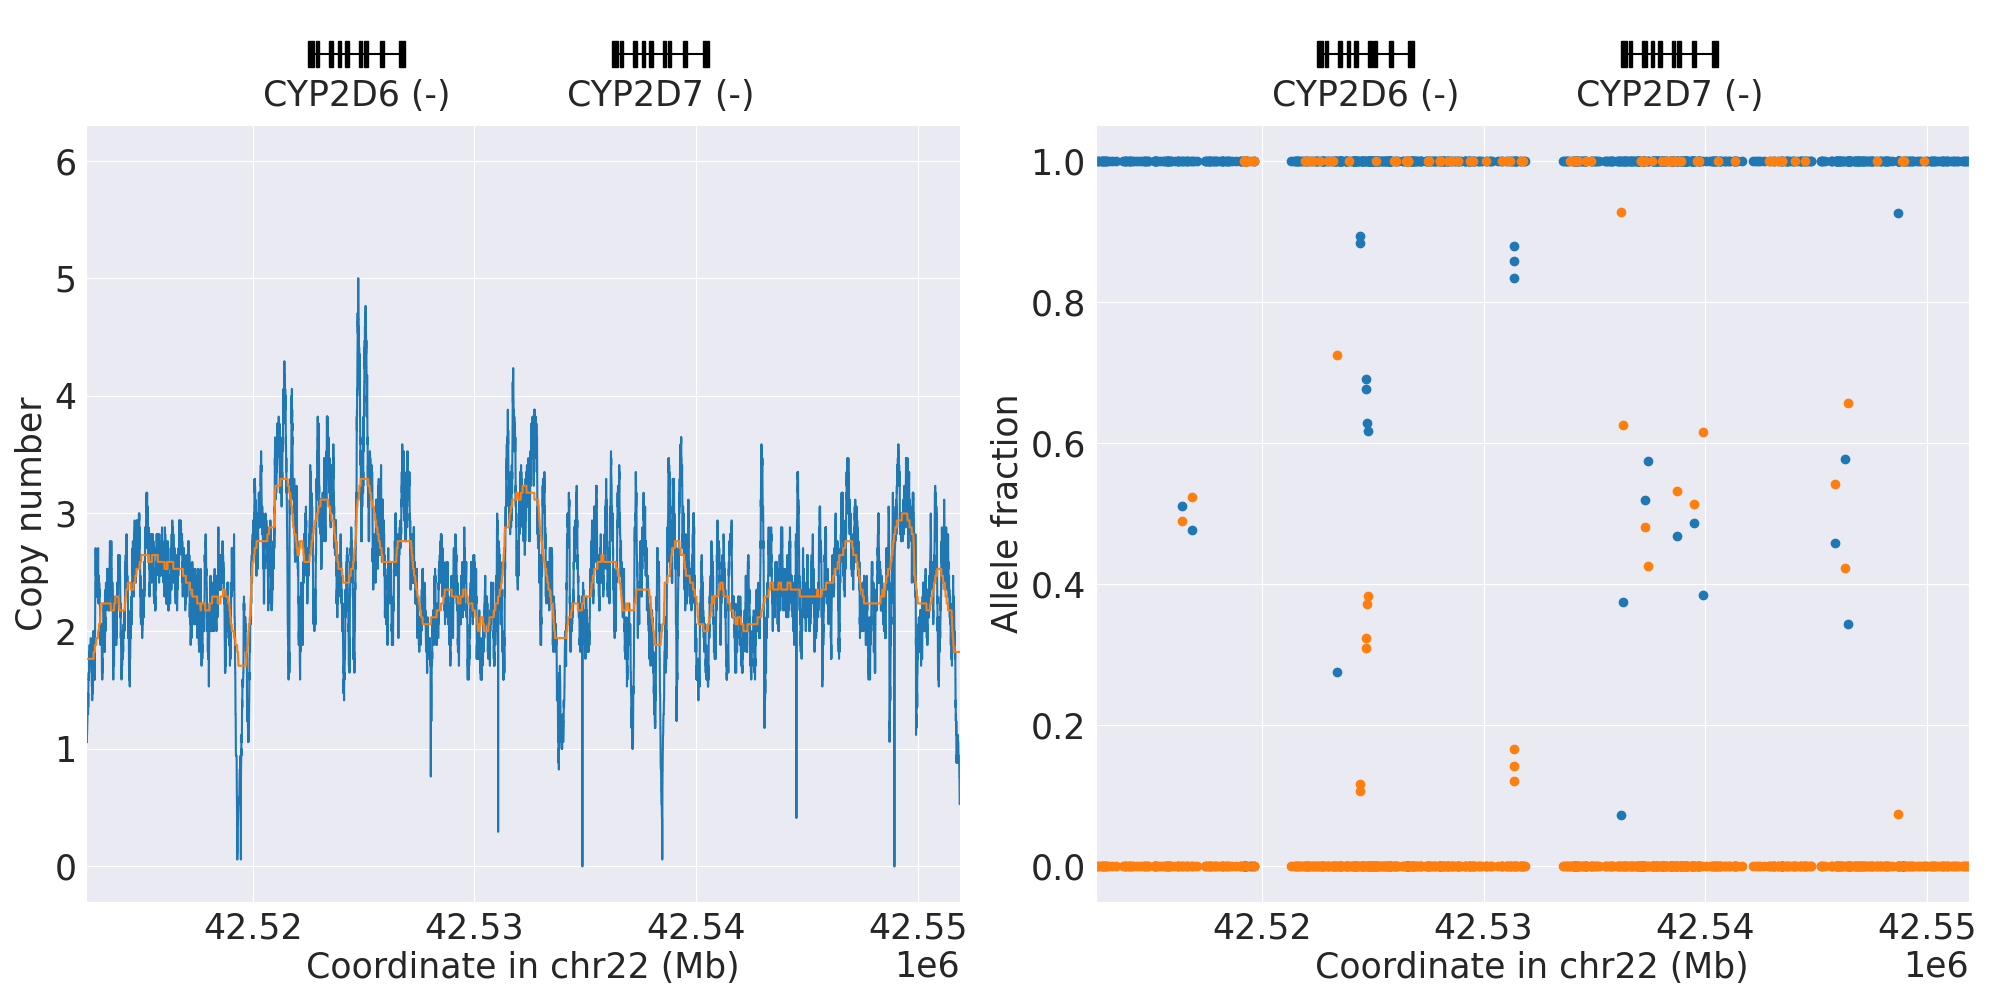 CYP2D6 (-) CYP2D7 (-)
6
5
4
3
2
1
0
Copy number
42.52 42.53 42.54 42.55
Coordinate in chr22 (Mb)
1e6
CYP2D6 (-) CYP2D7 (-)
1.0
0.8
0.6
0.4
0.2
0.0
Allele fraction
42.52 42.53 42.54 42.55
Coordinate in chr22 (Mb)
1e6